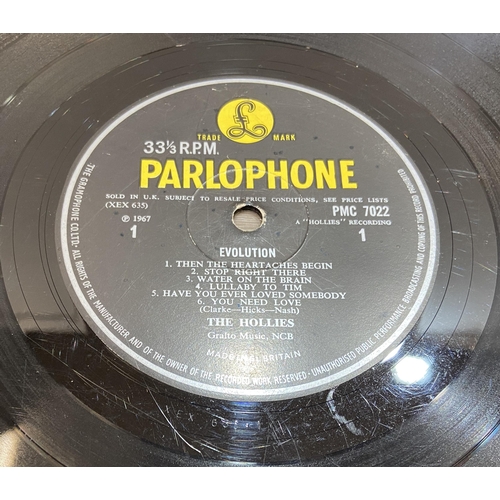 £
TRADE MARK
33⅓ R.P.M.
PARLOPHONE
SOLD IN U.K. SUBJECT TO RESALE PRICE CONDITIONS, SEE PRICE LISTS
(XEX 635) PMC 7022
℗ 1967 A "HOLLIES" RECORDING
1 1
EVOLUTION
1. THEN THE HEARTACHES BEGIN
2. STOP RIGHT THERE
3. WATER ON THE BRAIN
4. LULLABY TO TIM
5. HAVE YOU EVER LOVED SOMEBODY
6. YOU NEED LOVE
(Clarke—Hicks—Nash)
THE HOLLIES
Gralto Music, NCB
MADE IN GT. BRITAIN
THE GRAMOPHONE CO. LTD. ALL RIGHTS OF THE MANUFACTURER AND OF THE OWNER OF THE RECORDED WORK RESERVED · UNAUTHORISED PUBLIC PERFORMANCE, BROADCASTING AND COPYING OF THIS RECORD PROHIBITED
XEX